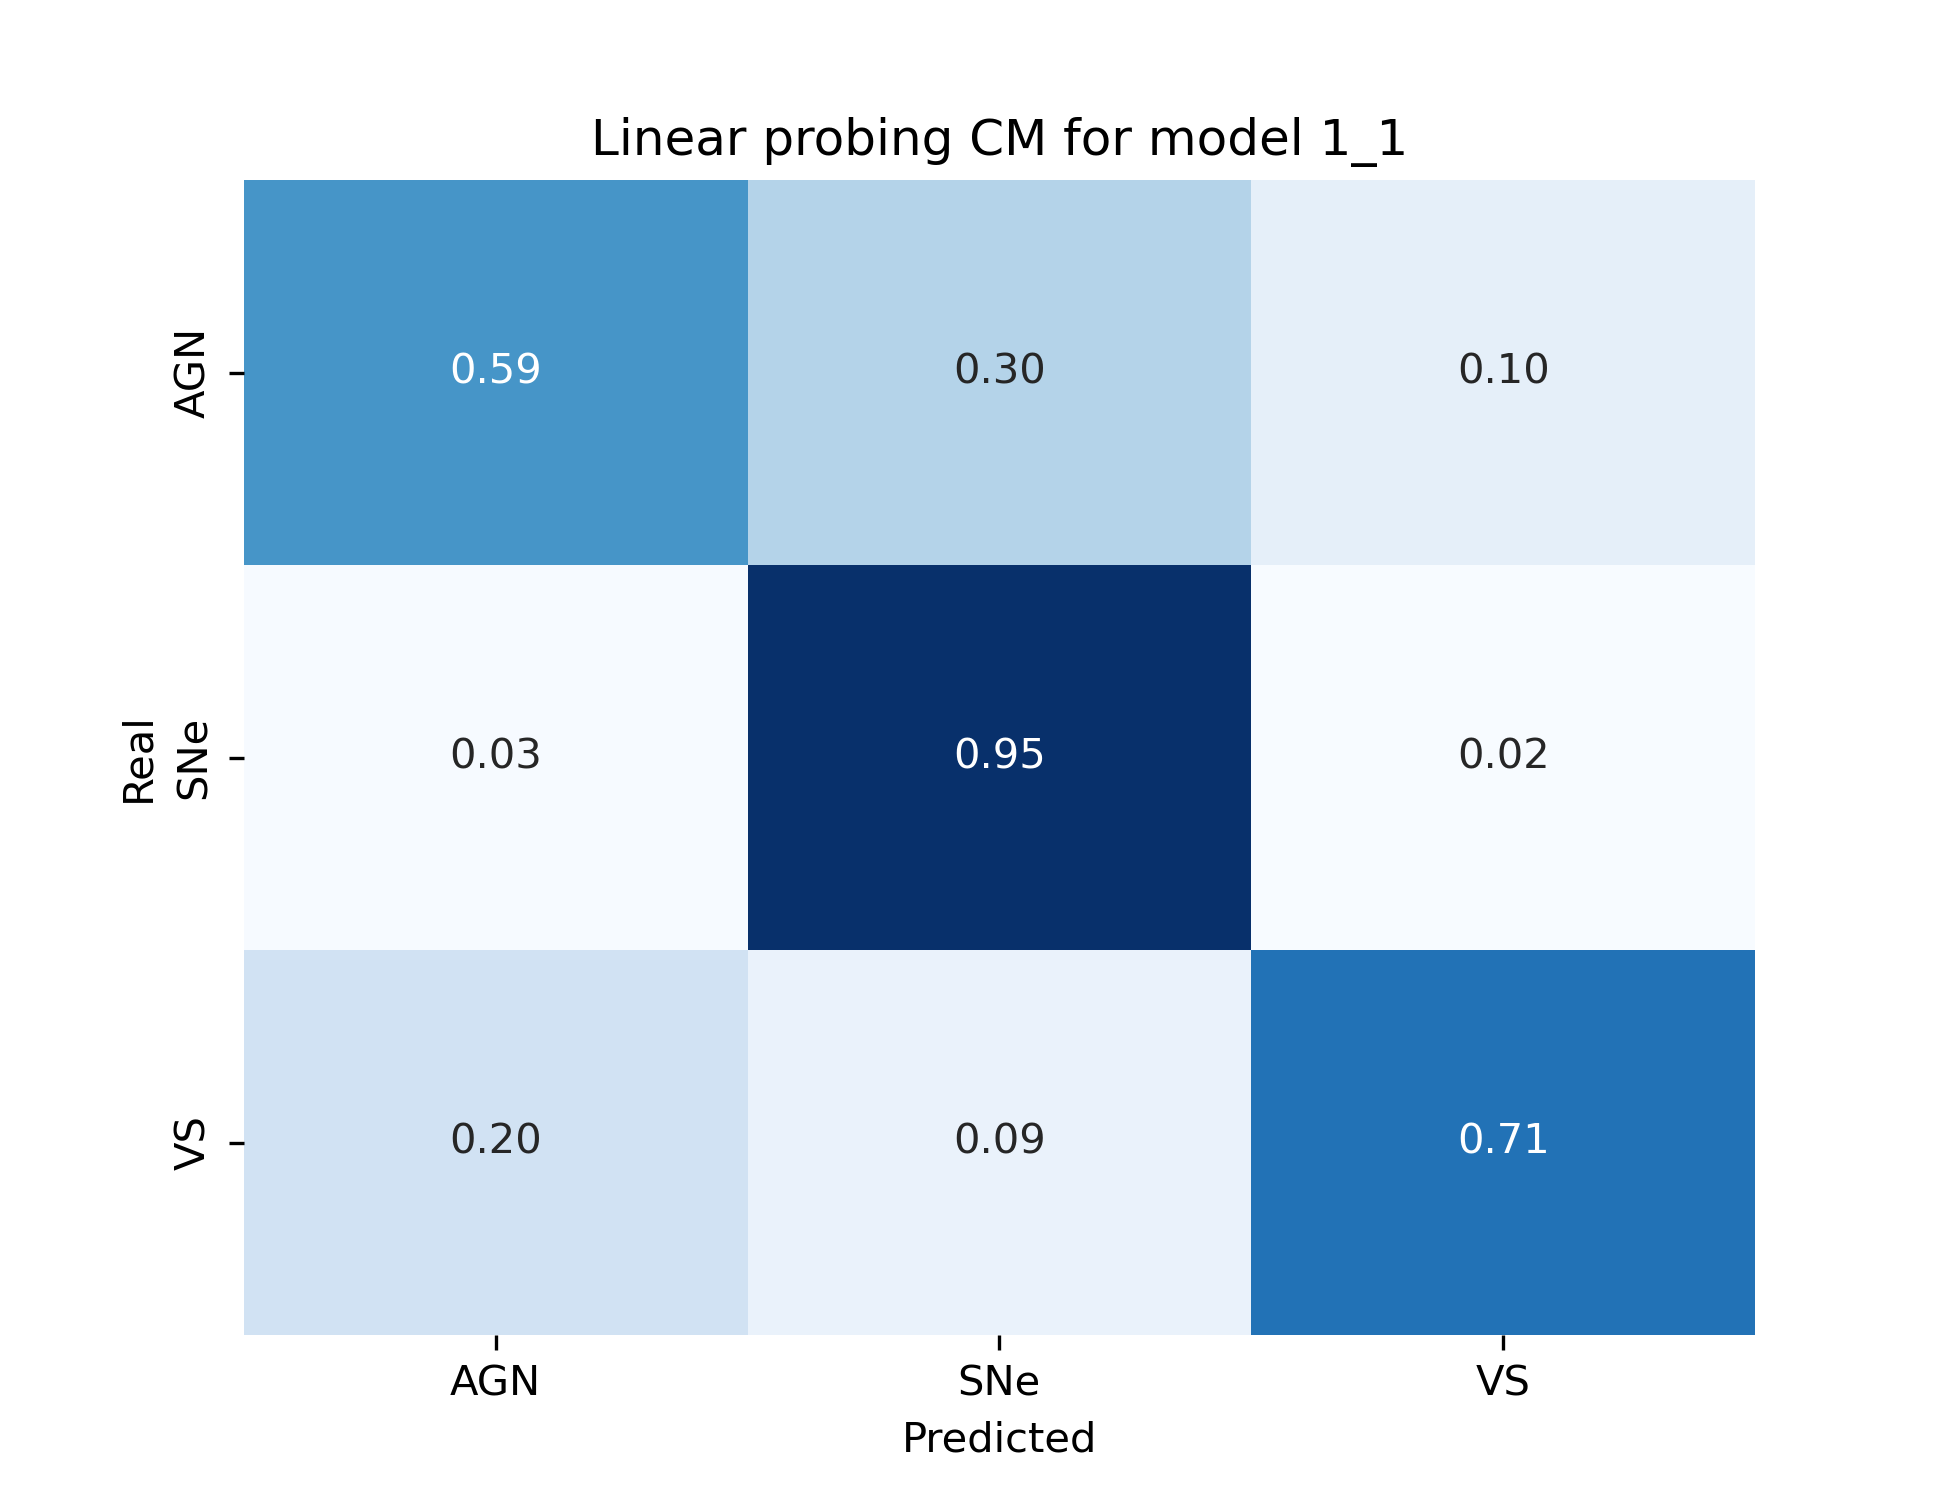 Linear probing CM for model 1_1
AGN 0.59 0.30 0.10
Real
SNe 0.03 0.95 0.02
VS 0.20 0.09 0.71
AGN SNe VS
Predicted